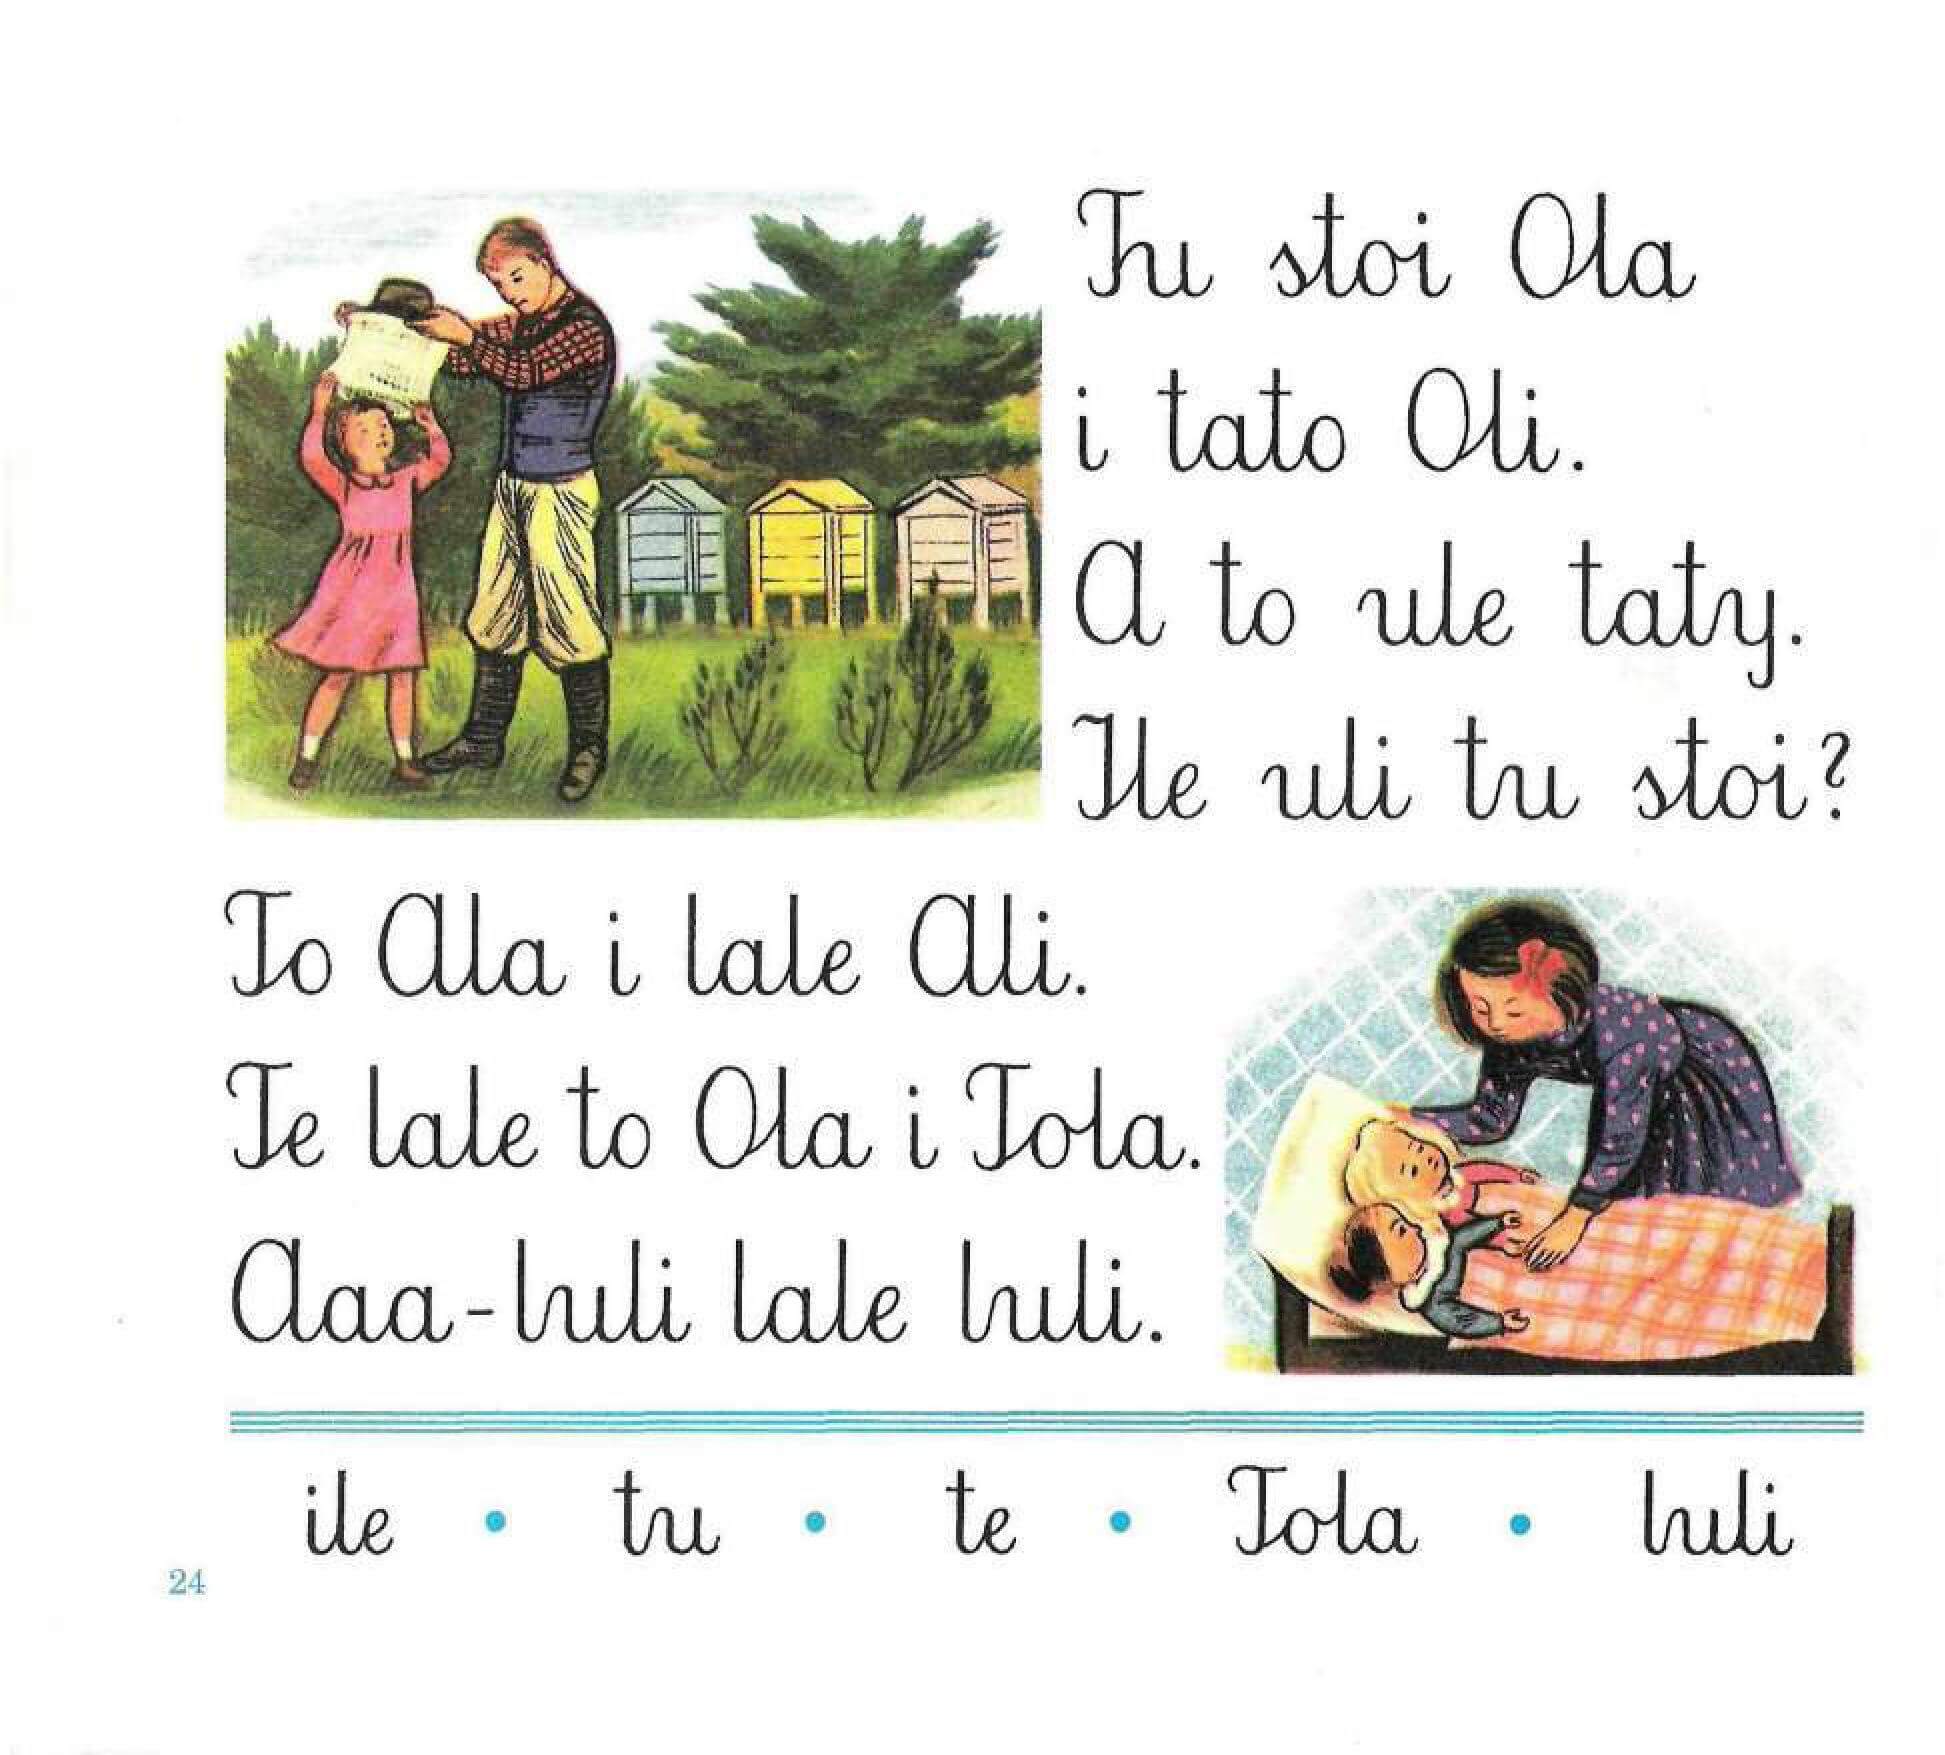 Tu stoi Ola
i tato Oli.
A to ule taty.
Ile uli tu stoi?
To Ala i lale Ali.
Te lale to Ola i Tola.
Aaa-luli lale luli.
ile • tu • te • Tola • luli
24